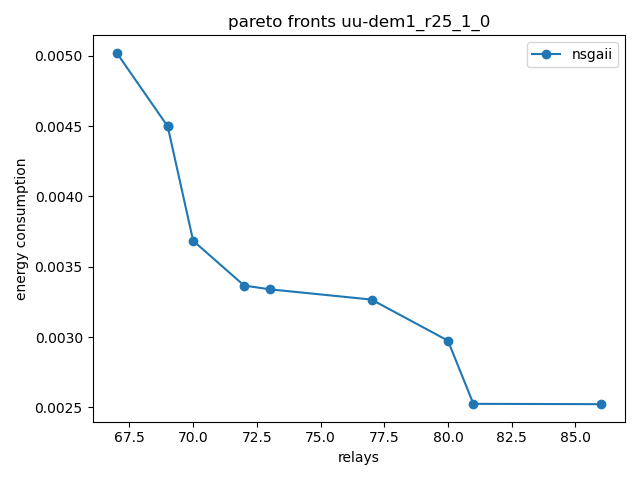 pareto fronts uu-dem1_r25_1_0
nsgaii
energy consumption
0.0050
0.0045
0.0040
0.0035
0.0030
0.0025
67.5 70.0 72.5 75.0 77.5 80.0 82.5 85.0
relays